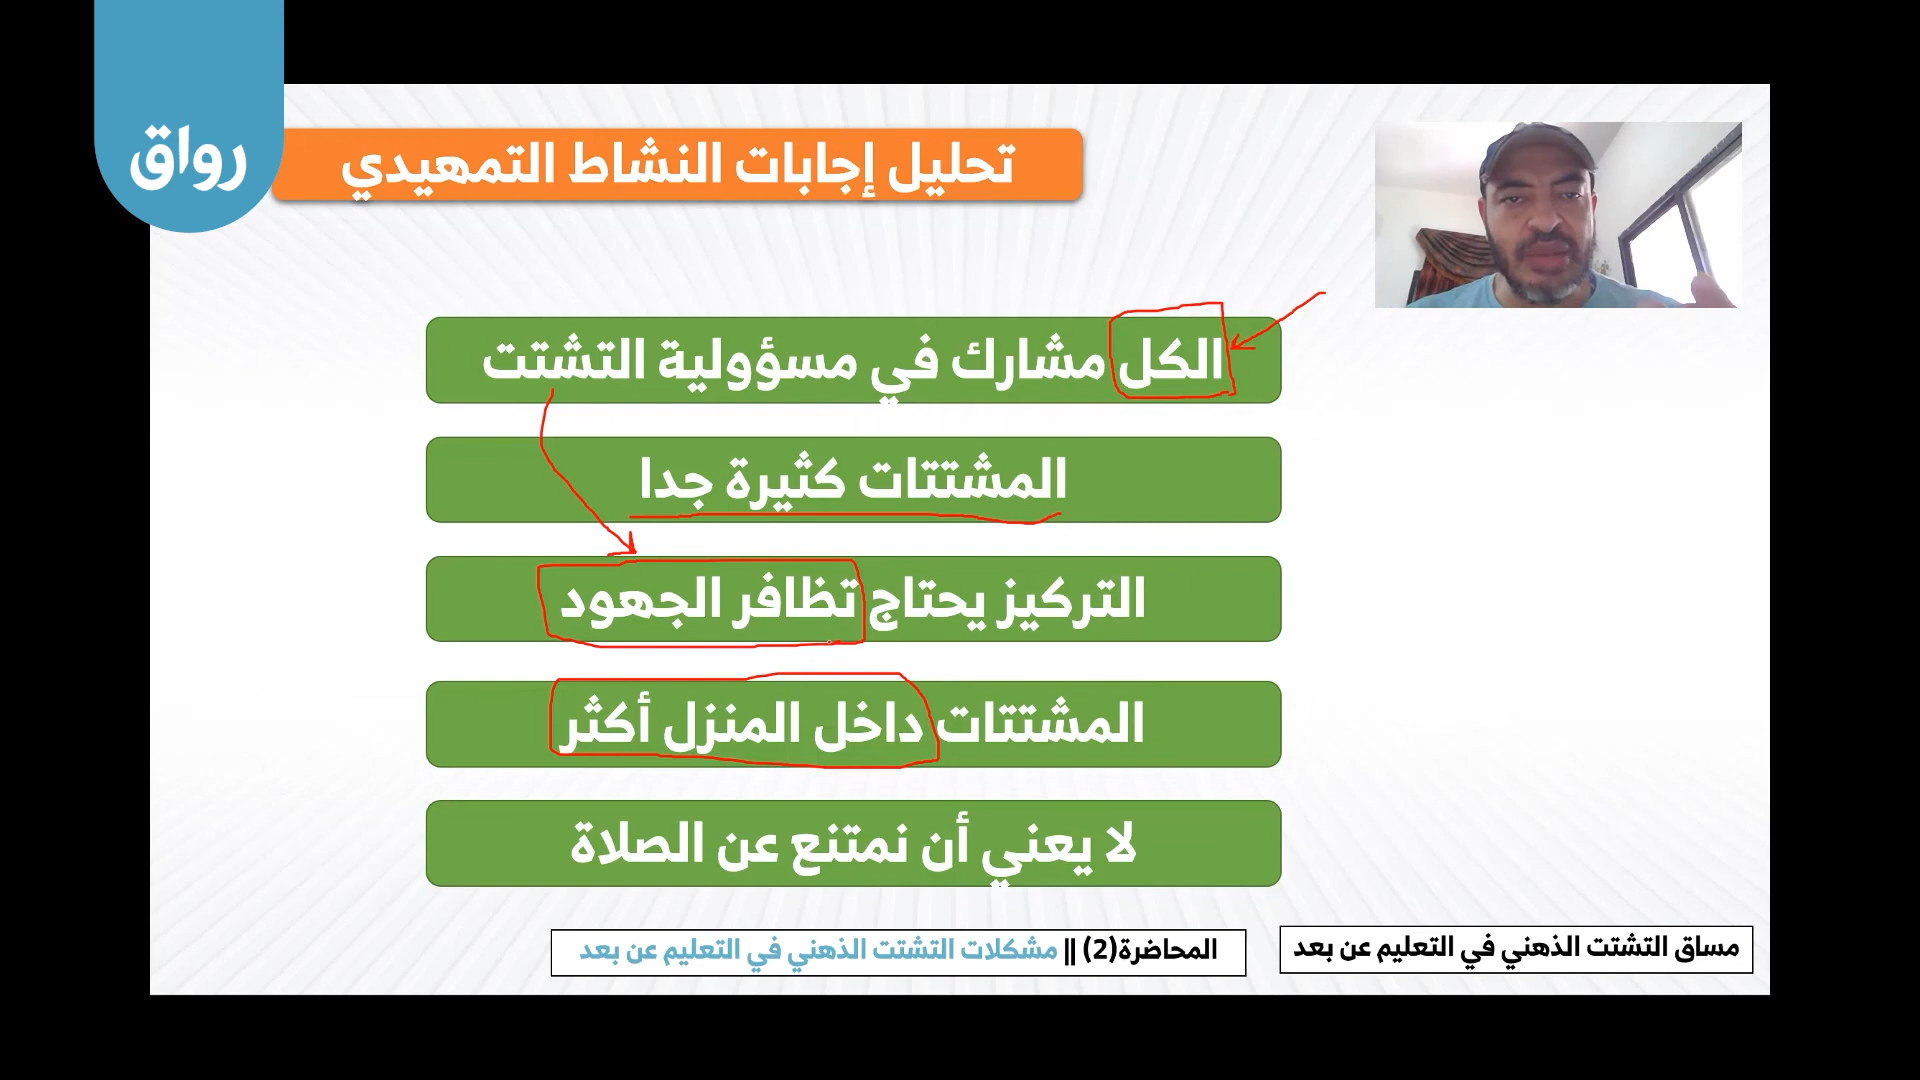 رواق
تحليل إجابات النشاط التمهيدي
الكل مشارك في مسؤولية التشتت
المشتتات كثيرة جدا
التركيز يحتاج تظافر الجهود
المشتتات داخل المنزل أكثر
لا يعني أن نمتنع عن الصلاة
مساق التشتت الذهني في التعليم عن بعد
المحاضرة(2) || مشكلات التشتت الذهني في التعليم عن بعد